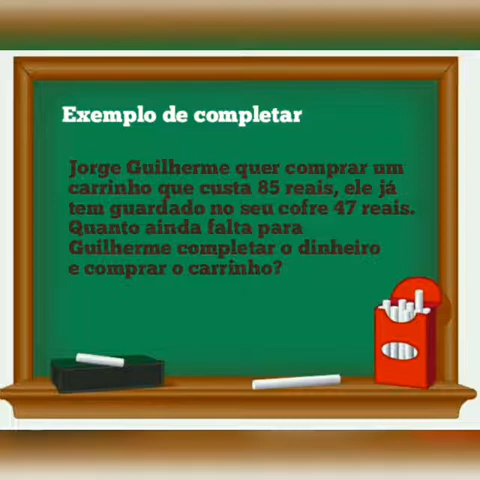 Exemplo de completar
Jorge Guilherme quer comprar um
carrinho que custa 85 reais, ele já
tem guardado no seu cofre 47 reais.
Quanto ainda falta para
Guilherme completar o dinheiro
e comprar o carrinho?